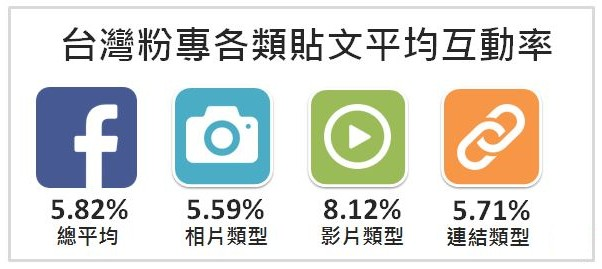 台灣粉專各類貼文平均互動率
5.82% 5.59% 8.12% 5.71%
總平均 相片類型 影片類型 連結類型